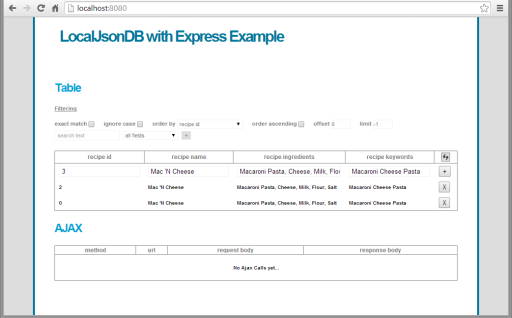 localhost:8080
LocalJsonDB with Express Example
Table
Filtering
exact match ignore case order by recipe id order ascending offset 0 limit -1
search text all fields +
recipe id recipe name recipe ingredients recipe keywords
3 Mac 'N Cheese Macaroni Pasta, Cheese, Milk, Flou Macaroni Cheese Pasta +
2 Mac 'N Cheese Macaroni Pasta, Cheese, Milk, Flour, Salt Macaroni Cheese Pasta X
0 Mac 'N Cheese Macaroni Pasta, Cheese, Milk, Flour, Salt Macaroni Cheese Pasta X
AJAX
method url request body response body
No Ajax Calls yet...